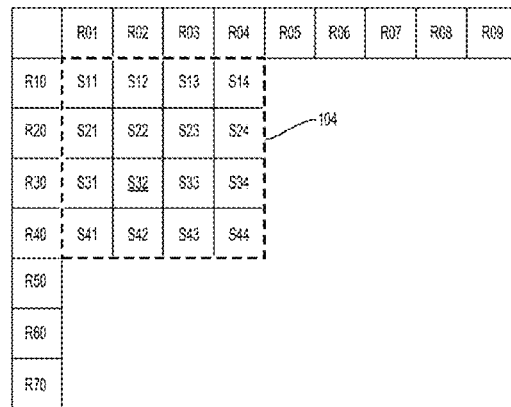 R01 R02 R03 R04 R05 R06 R07 R08 R09
R10 S11 S12 S13 S14
R20 S21 S22 S23 S24
104
R30 S31 S32 S33 S34
R40 S41 S42 S43 S44
R50
R60
R70